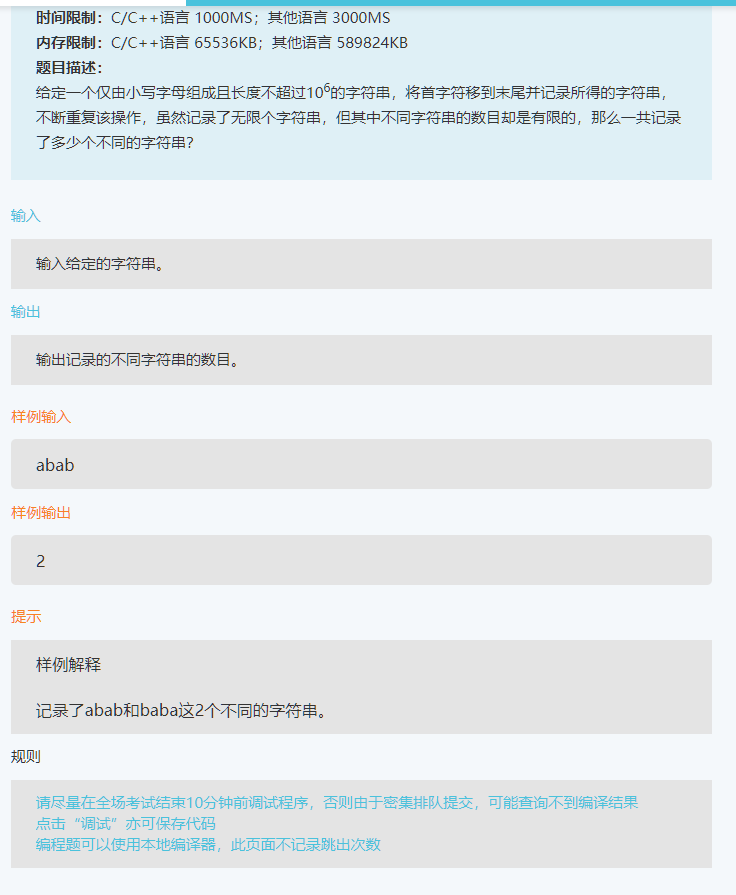 时间限制：C/C++语言 1000MS；其他语言 3000MS
内存限制：C/C++语言 65536KB；其他语言 589824KB
题目描述：
给定一个仅由小写字母组成且长度不超过10⁶的字符串，将首字符移到末尾并记录所得的字符串，
不断重复该操作，虽然记录了无限个字符串，但其中不同字符串的数目却是有限的，那么一共记录
了多少个不同的字符串？
输入
输入给定的字符串。
输出
输出记录的不同字符串的数目。
样例输入
abab
样例输出
2
提示
样例解释
记录了abab和baba这2个不同的字符串。
规则
请尽量在全场考试结束10分钟前调试程序，否则由于密集排队提交，可能查询不到编译结果
点击“调试”亦可保存代码
编程题可以使用本地编译器，此页面不记录跳出次数